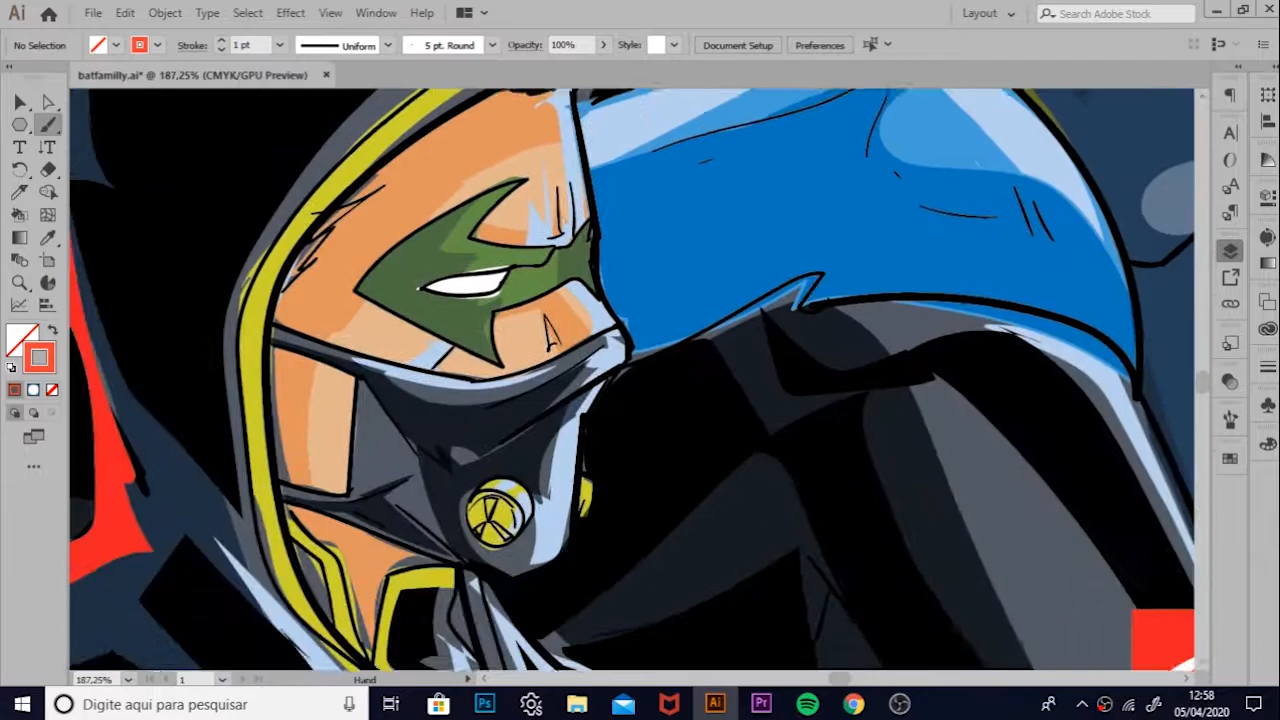 Ai File Edit Object Type Select Effect View Window Help Layout Search Adobe Stock
No Selection Stroke: 1 pt Uniform 5 pt. Round Opacity: 100% Style: Document Setup Preferences
batfamilly.ai* @ 187,25% (CMYK/GPU Preview)
187,25% 1 Hand
Digite aqui para pesquisar Ps Ai Pr 12:58
05/04/2020